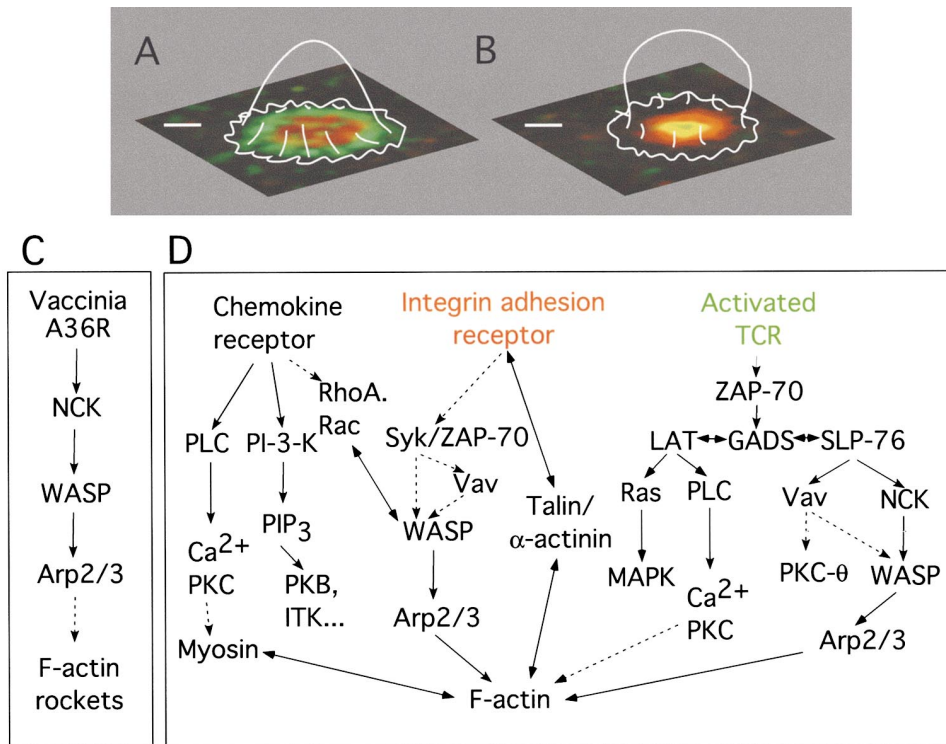 A
B
C
D
Vaccinia
A36R
NCK
WASP
Arp2/3
F-actin
rockets
Chemokine
receptor
Integrin adhesion
receptor
Activated
TCR
RhoA.
Rac
PLC
PI-3-K
PIP3
Ca2+
PKC
PKB,
ITK...
Myosin
Syk/ZAP-70
Vav
WASP
Arp2/3
Talin/
α-actinin
F-actin
ZAP-70
LAT
GADS
SLP-76
Ras
PLC
MAPK
Ca2+
PKC
Vav
NCK
PKC-θ
WASP
Arp2/3